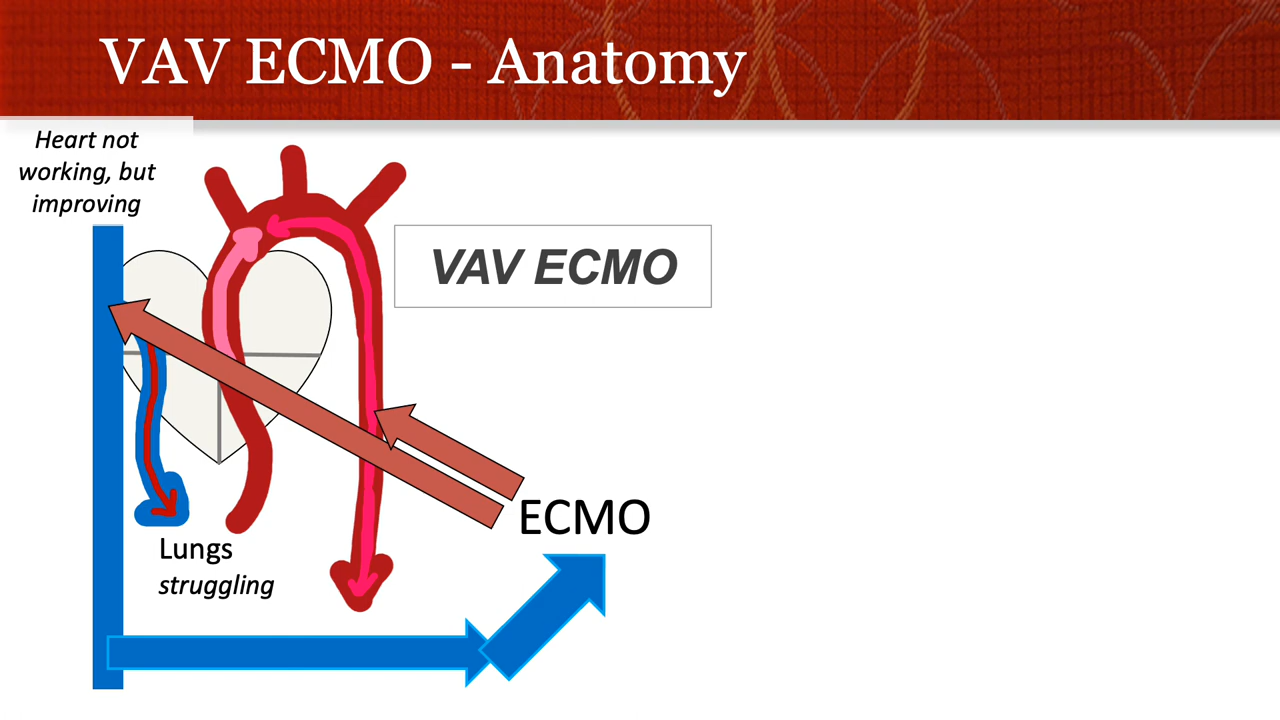 VAV ECMO - Anatomy
Heart not
working, but
improving
VAV ECMO
ECMO
Lungs
struggling